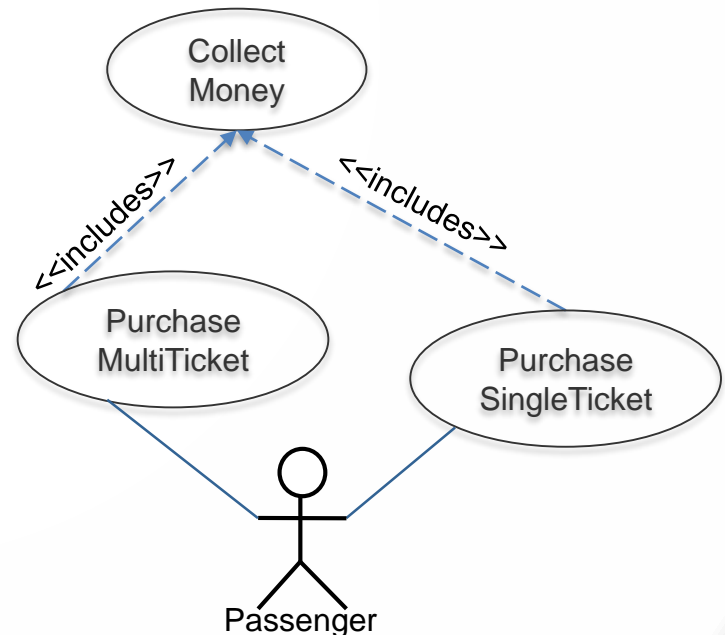 Collect
Money
<<includes>>
<<includes>>
Purchase
MultiTicket
Purchase
SingleTicket
Passenger